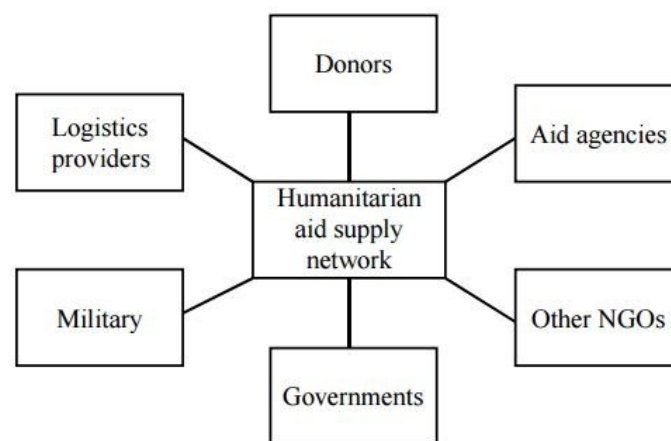 Donors
Logistics
providers
Aid agencies
Humanitarian
aid supply
network
Military
Other NGOs
Governments